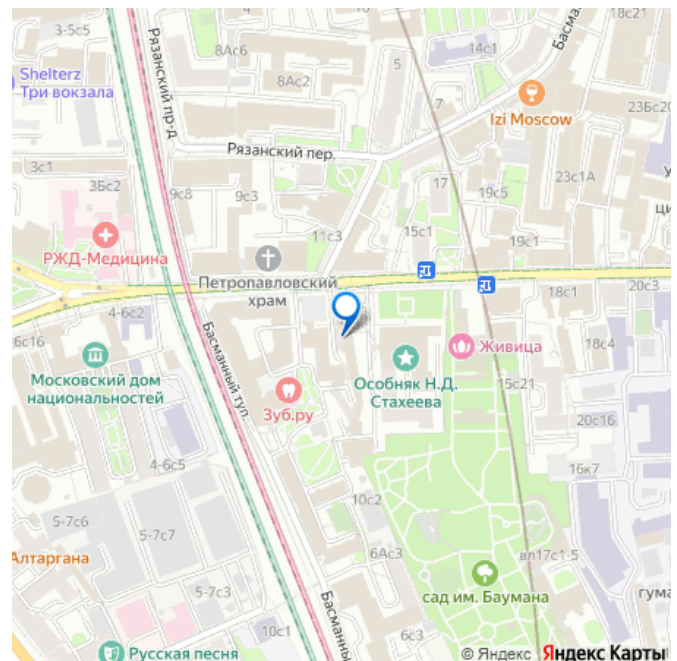 3-5с5
18с21
Рязанский пр-д
8Ас6
5
14с1
Басма
Shelterz
Три вокзала
8Ас2
7
Izi Moscow
23Бс20
Рязанский пер.
3с1
3Бс2
9с8
9с3
17
19с5
23с1А
у
ци
РЖД-Медицина
11с3
15с1
19с1
Петропавловский
храм
18с1
20с3
4-6с2
6с16
Басманный туп.
Живица
18с4
Московский дом
национальностей
Особняк Н.Д.
Стахеева
15с21
Зуб.ру
20с16
4-6с5
16к7
5-7с6
10с2
5-7с7
6Ас3
вл17с1-5
Алтаргана
сад им. Баумана
гума
5-7с3
10с1
Басманны
6с3
Русская песня
© Яндекс Яндекс Карты